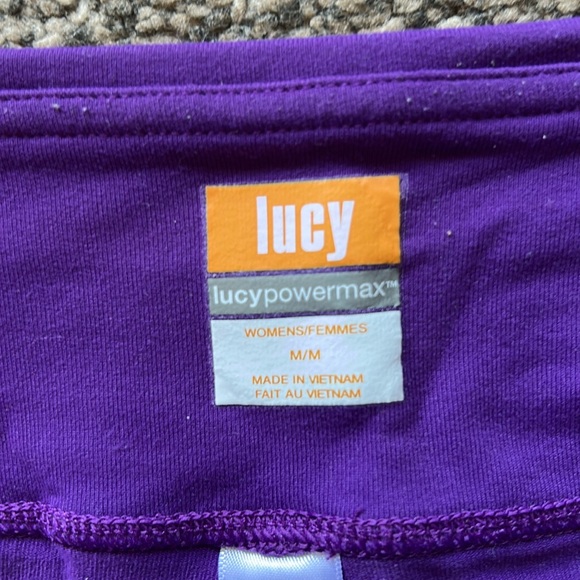 lucy
lucypowermax™
WOMENS/FEMMES
M/M
MADE IN VIETNAM
FAIT AU VIETNAM